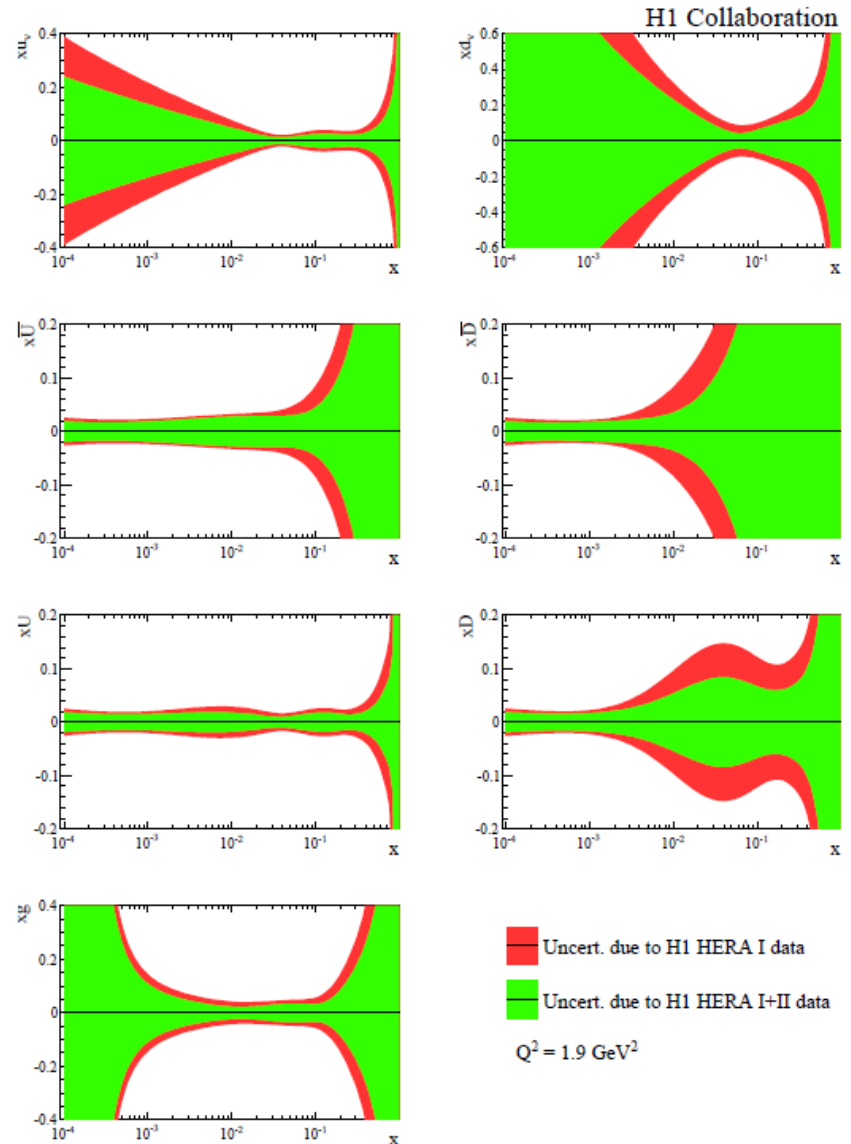 H1 Collaboration
xu_v
0.4
0.2
0
-0.2
-0.4
10^-4 10^-3 10^-2 10^-1 x
xd_v
0.6
0.4
0.2
0
-0.2
-0.4
-0.6
10^-4 10^-3 10^-2 10^-1 x
xU̅
0.2
0.1
0
-0.1
-0.2
10^-4 10^-3 10^-2 10^-1 x
xD̅
0.2
0.1
0
-0.1
-0.2
10^-4 10^-3 10^-2 10^-1 x
xU
0.2
0.1
0
-0.1
-0.2
10^-4 10^-3 10^-2 10^-1 x
xD
0.2
0.1
0
-0.1
-0.2
10^-4 10^-3 10^-2 10^-1 x
xg
0.4
0.2
0
-0.2
-0.4
10^-4 10^-3 10^-2 10^-1 x
Uncert. due to H1 HERA I data
Uncert. due to H1 HERA I+II data
Q² = 1.9 GeV²